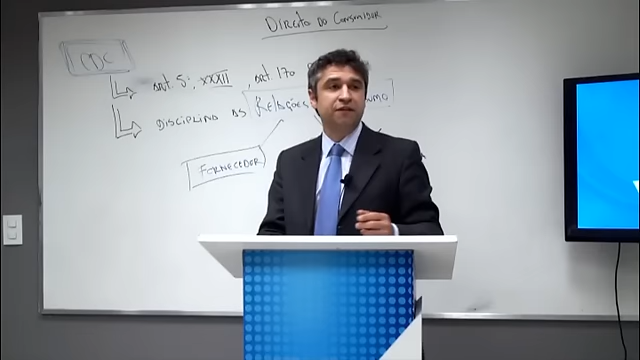 Direito do Consumidor
CDC
art. 5º, XXXII, art. 170
Disciplina as Relações
Fornecedor